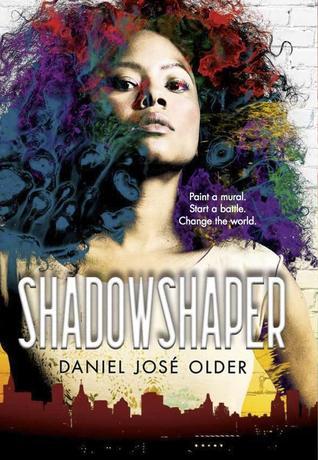 Paint a mural.
Start a battle.
Change the world.
SHADOWSHAPER
DANIEL JOSÉ OLDER